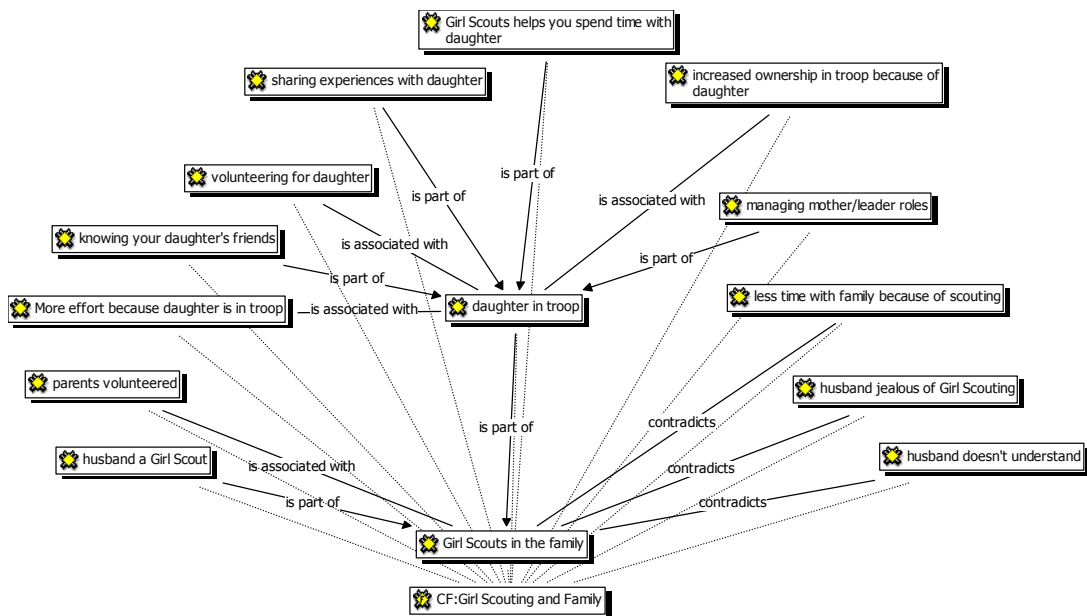 Girl Scouts helps you spend time with
daughter
sharing experiences with daughter
increased ownership in troop because of
daughter
is part of
volunteering for daughter
is part of
is associated with
managing mother/leader roles
knowing your daughter's friends
is associated with
is part of
is part of
More effort because daughter is in troop
is associated with
daughter in troop
less time with family because of scouting
parents volunteered
husband jealous of Girl Scouting
is part of
contradicts
husband a Girl Scout
is associated with
contradicts
husband doesn't understand
is part of
contradicts
Girl Scouts in the family
CF:Girl Scouting and Family